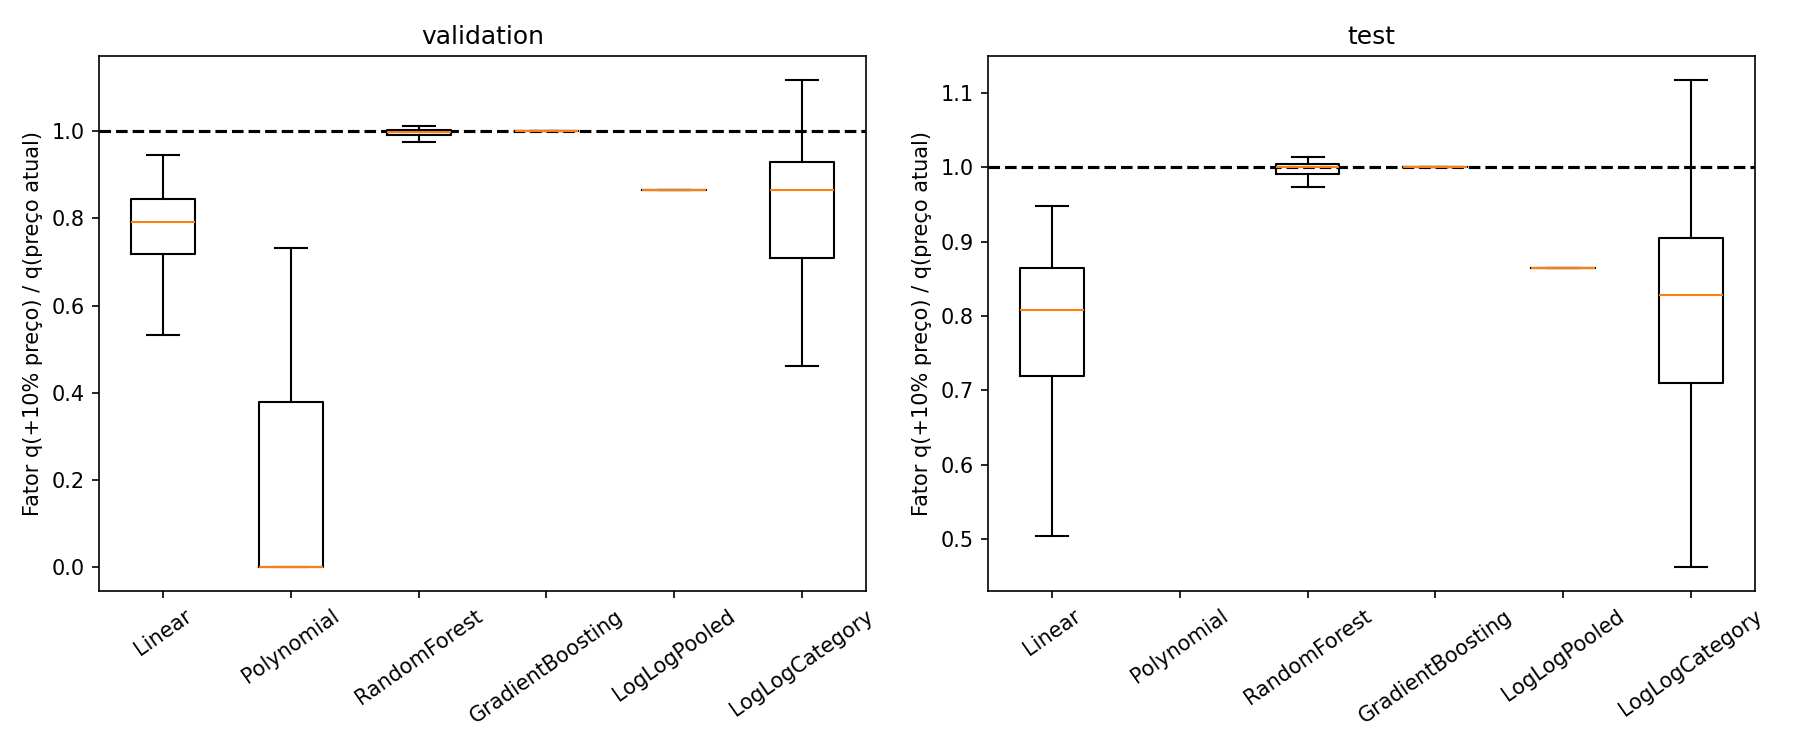 validation
Fator q(+10% preço) / q(preço atual)
1.0
0.8
0.6
0.4
0.2
0.0
Linear
Polynomial
RandomForest
GradientBoosting
LogLogPooled
LogLogCategory
test
Fator q(+10% preço) / q(preço atual)
1.1
1.0
0.9
0.8
0.7
0.6
0.5
Linear
Polynomial
RandomForest
GradientBoosting
LogLogPooled
LogLogCategory